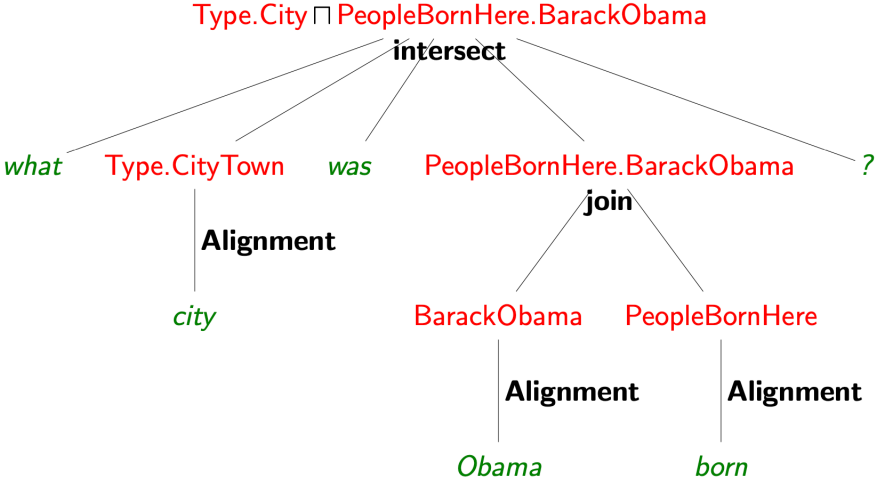 Type.City ⊓ PeopleBornHere.BarackObama
intersect
what Type.CityTown was PeopleBornHere.BarackObama ?
join
Alignment
city BarackObama PeopleBornHere
Alignment Alignment
Obama born